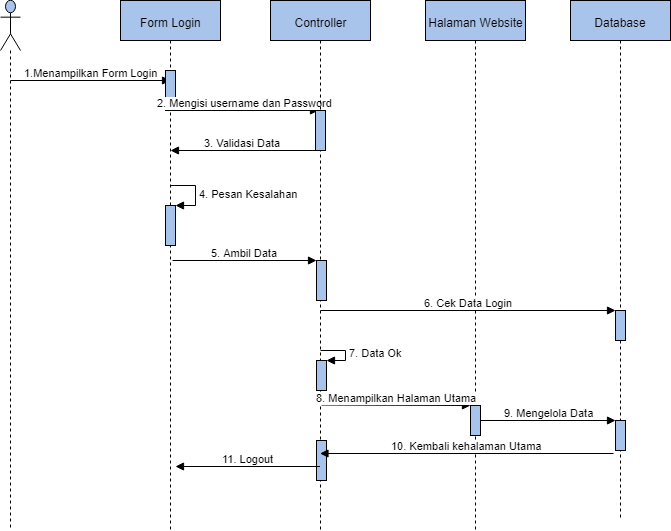 Form Login
Controller
Halaman Website
Database
1.Menampilkan Form Login
2. Mengisi username dan Password
3. Validasi Data
4. Pesan Kesalahan
5. Ambil Data
6. Cek Data Login
7. Data Ok
8. Menampilkan Halaman Utama
9. Mengelola Data
10. Kembali kehalaman Utama
11. Logout